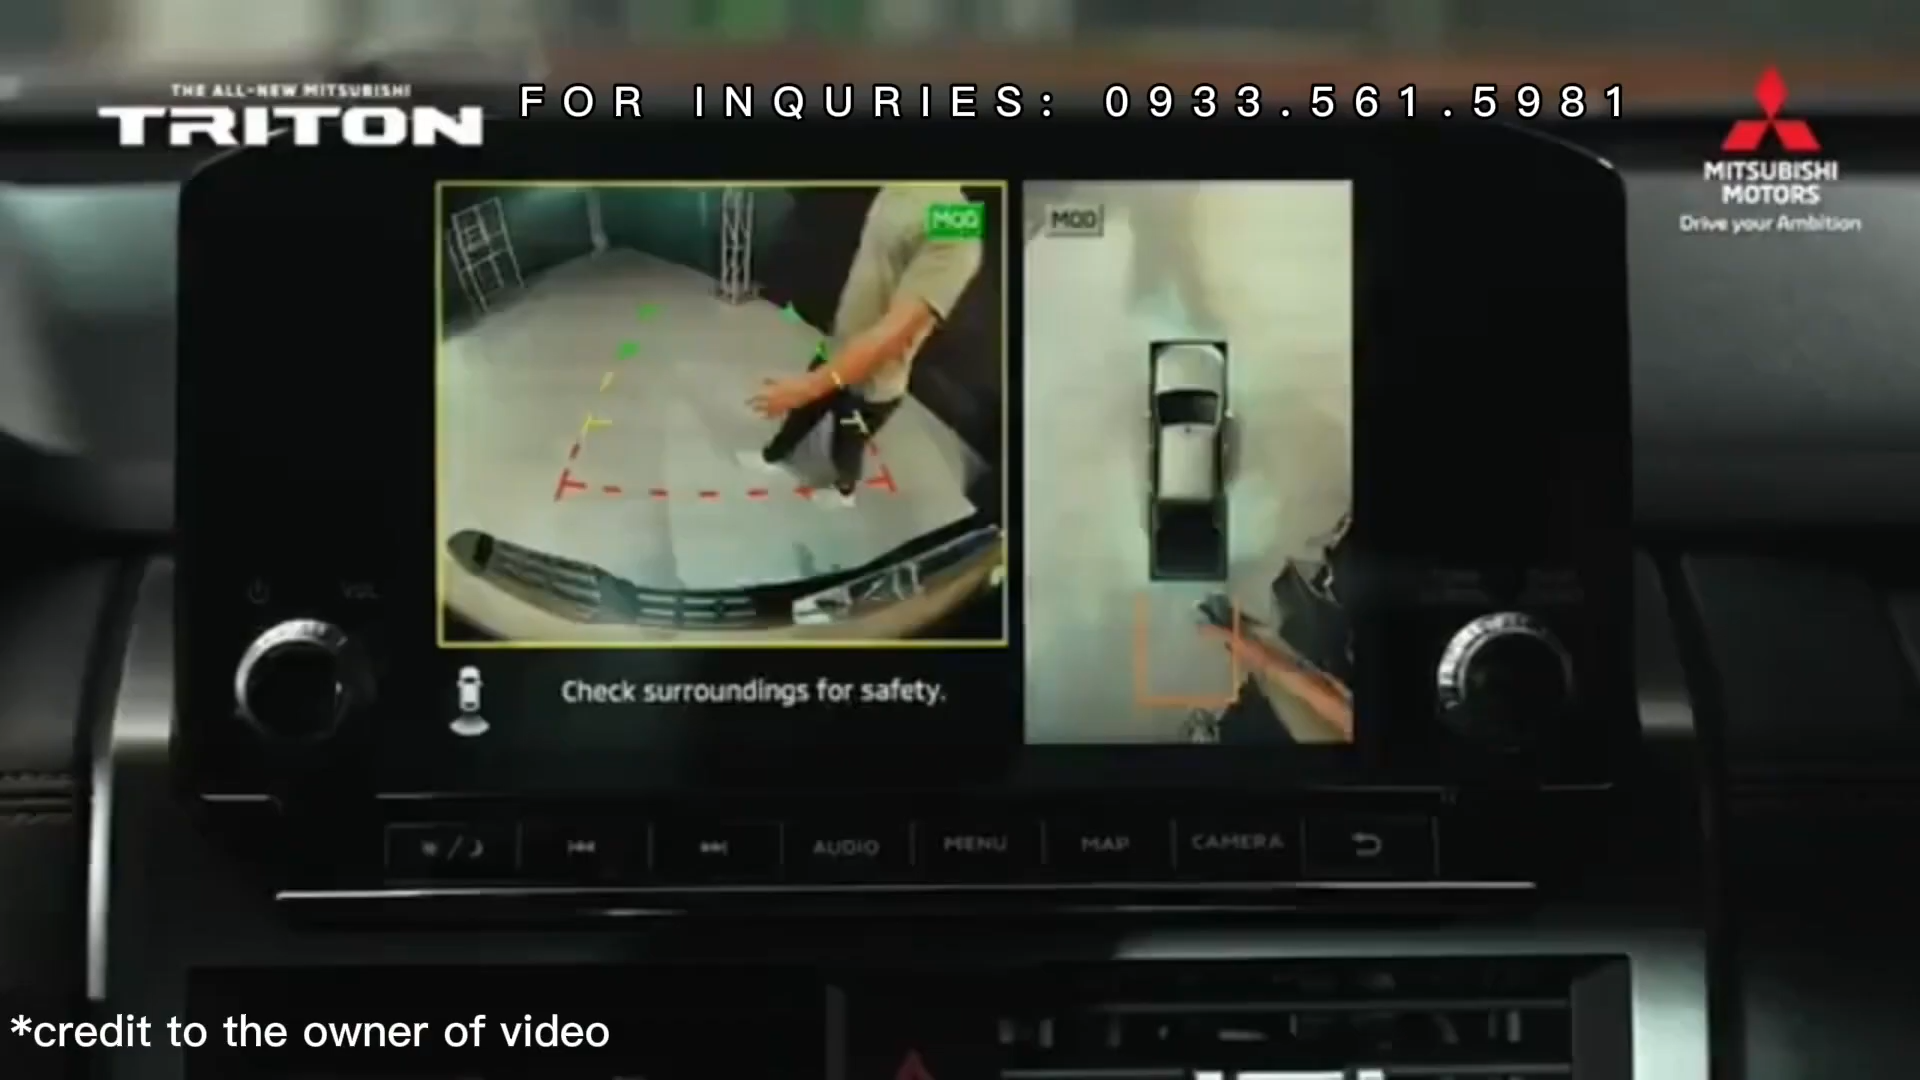 THE ALL-NEW MITSUBISHI
TRITON
FOR INQURIES: 0933.561.5981
MITSUBISHI
MOTORS
Drive your Ambition
MOD
MOD
Check surroundings for safety.
VOL
AUDIO
MENU
MAP
CAMERA
*credit to the owner of video